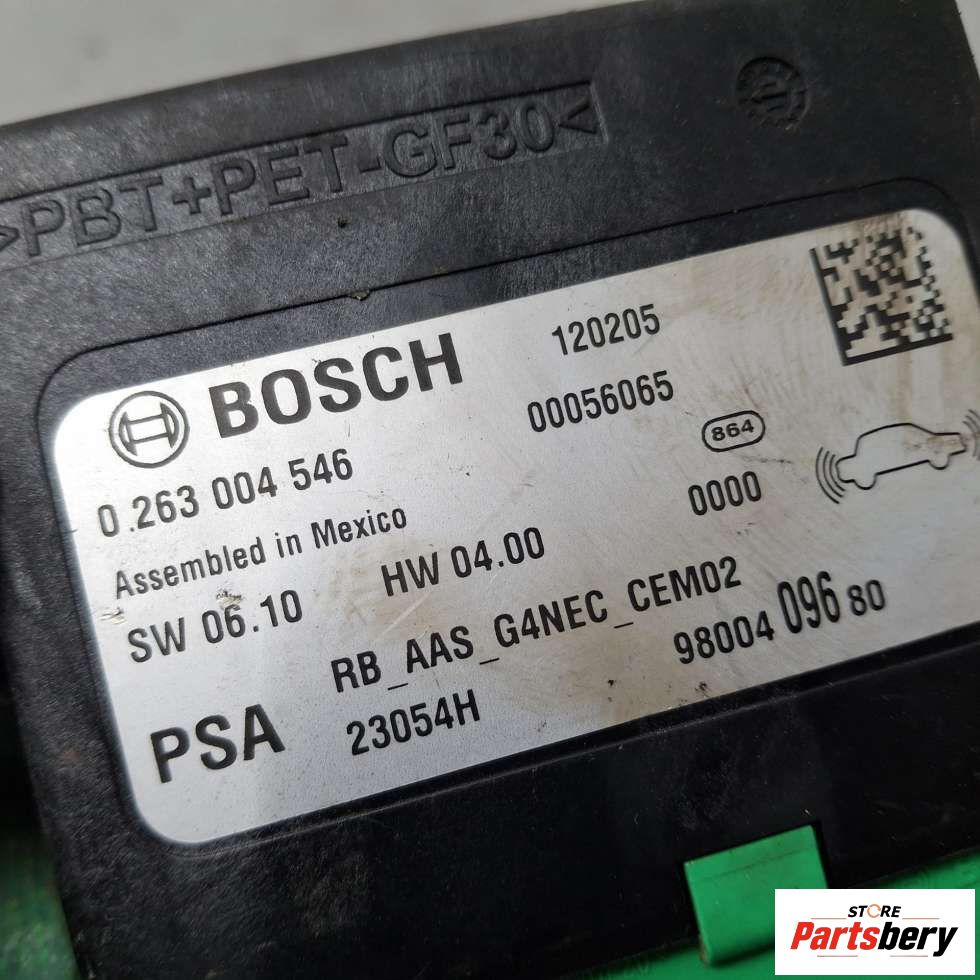 >PBT+PET-GF30<
BOSCH
120205
00056065
0 263 004 546
864
0000
Assembled in Mexico
SW 06.10 HW 04.00
RB_AAS_G4NEC_CEM02
98004 096 80
PSA
23054H
STORE
Partsbery